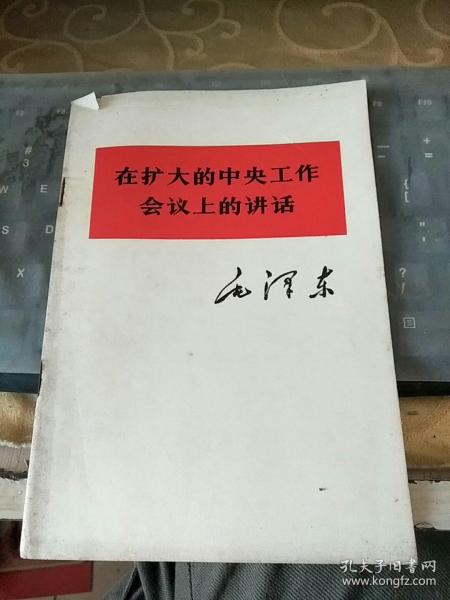 在扩大的中央工作
会议上的讲话
毛泽东
孔夫子旧书网
www.kongfz.com